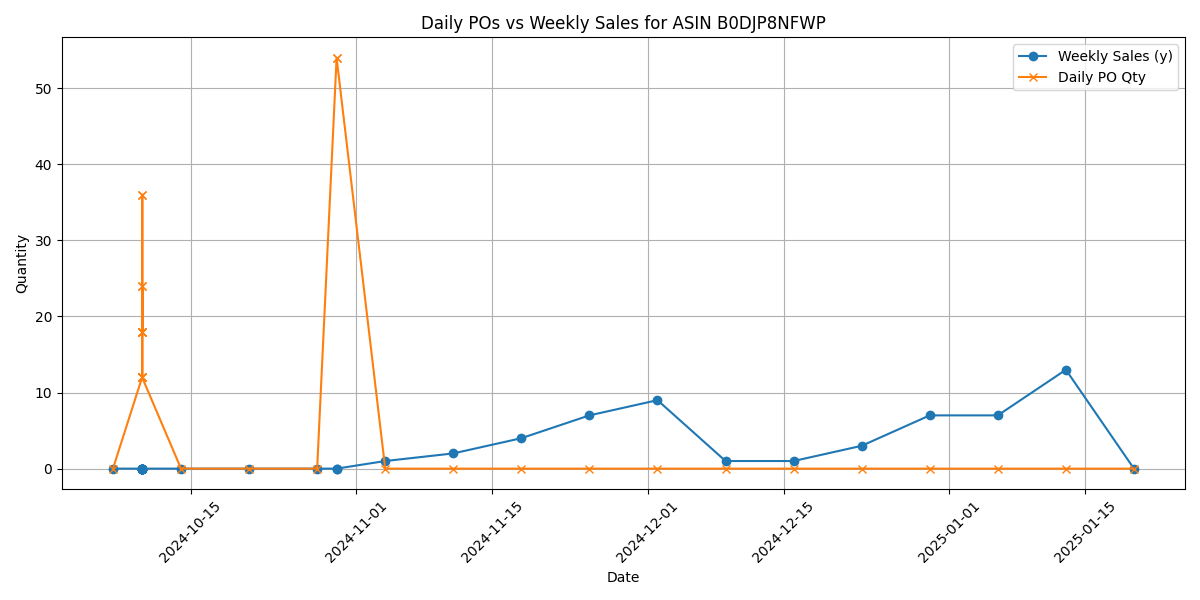 Daily POs vs Weekly Sales for ASIN B0DJP8NFWP
Weekly Sales (y)
Daily PO Qty
Quantity
50
40
30
20
10
0
2024-10-15
2024-11-01
2024-11-15
2024-12-01
2024-12-15
2025-01-01
2025-01-15
Date